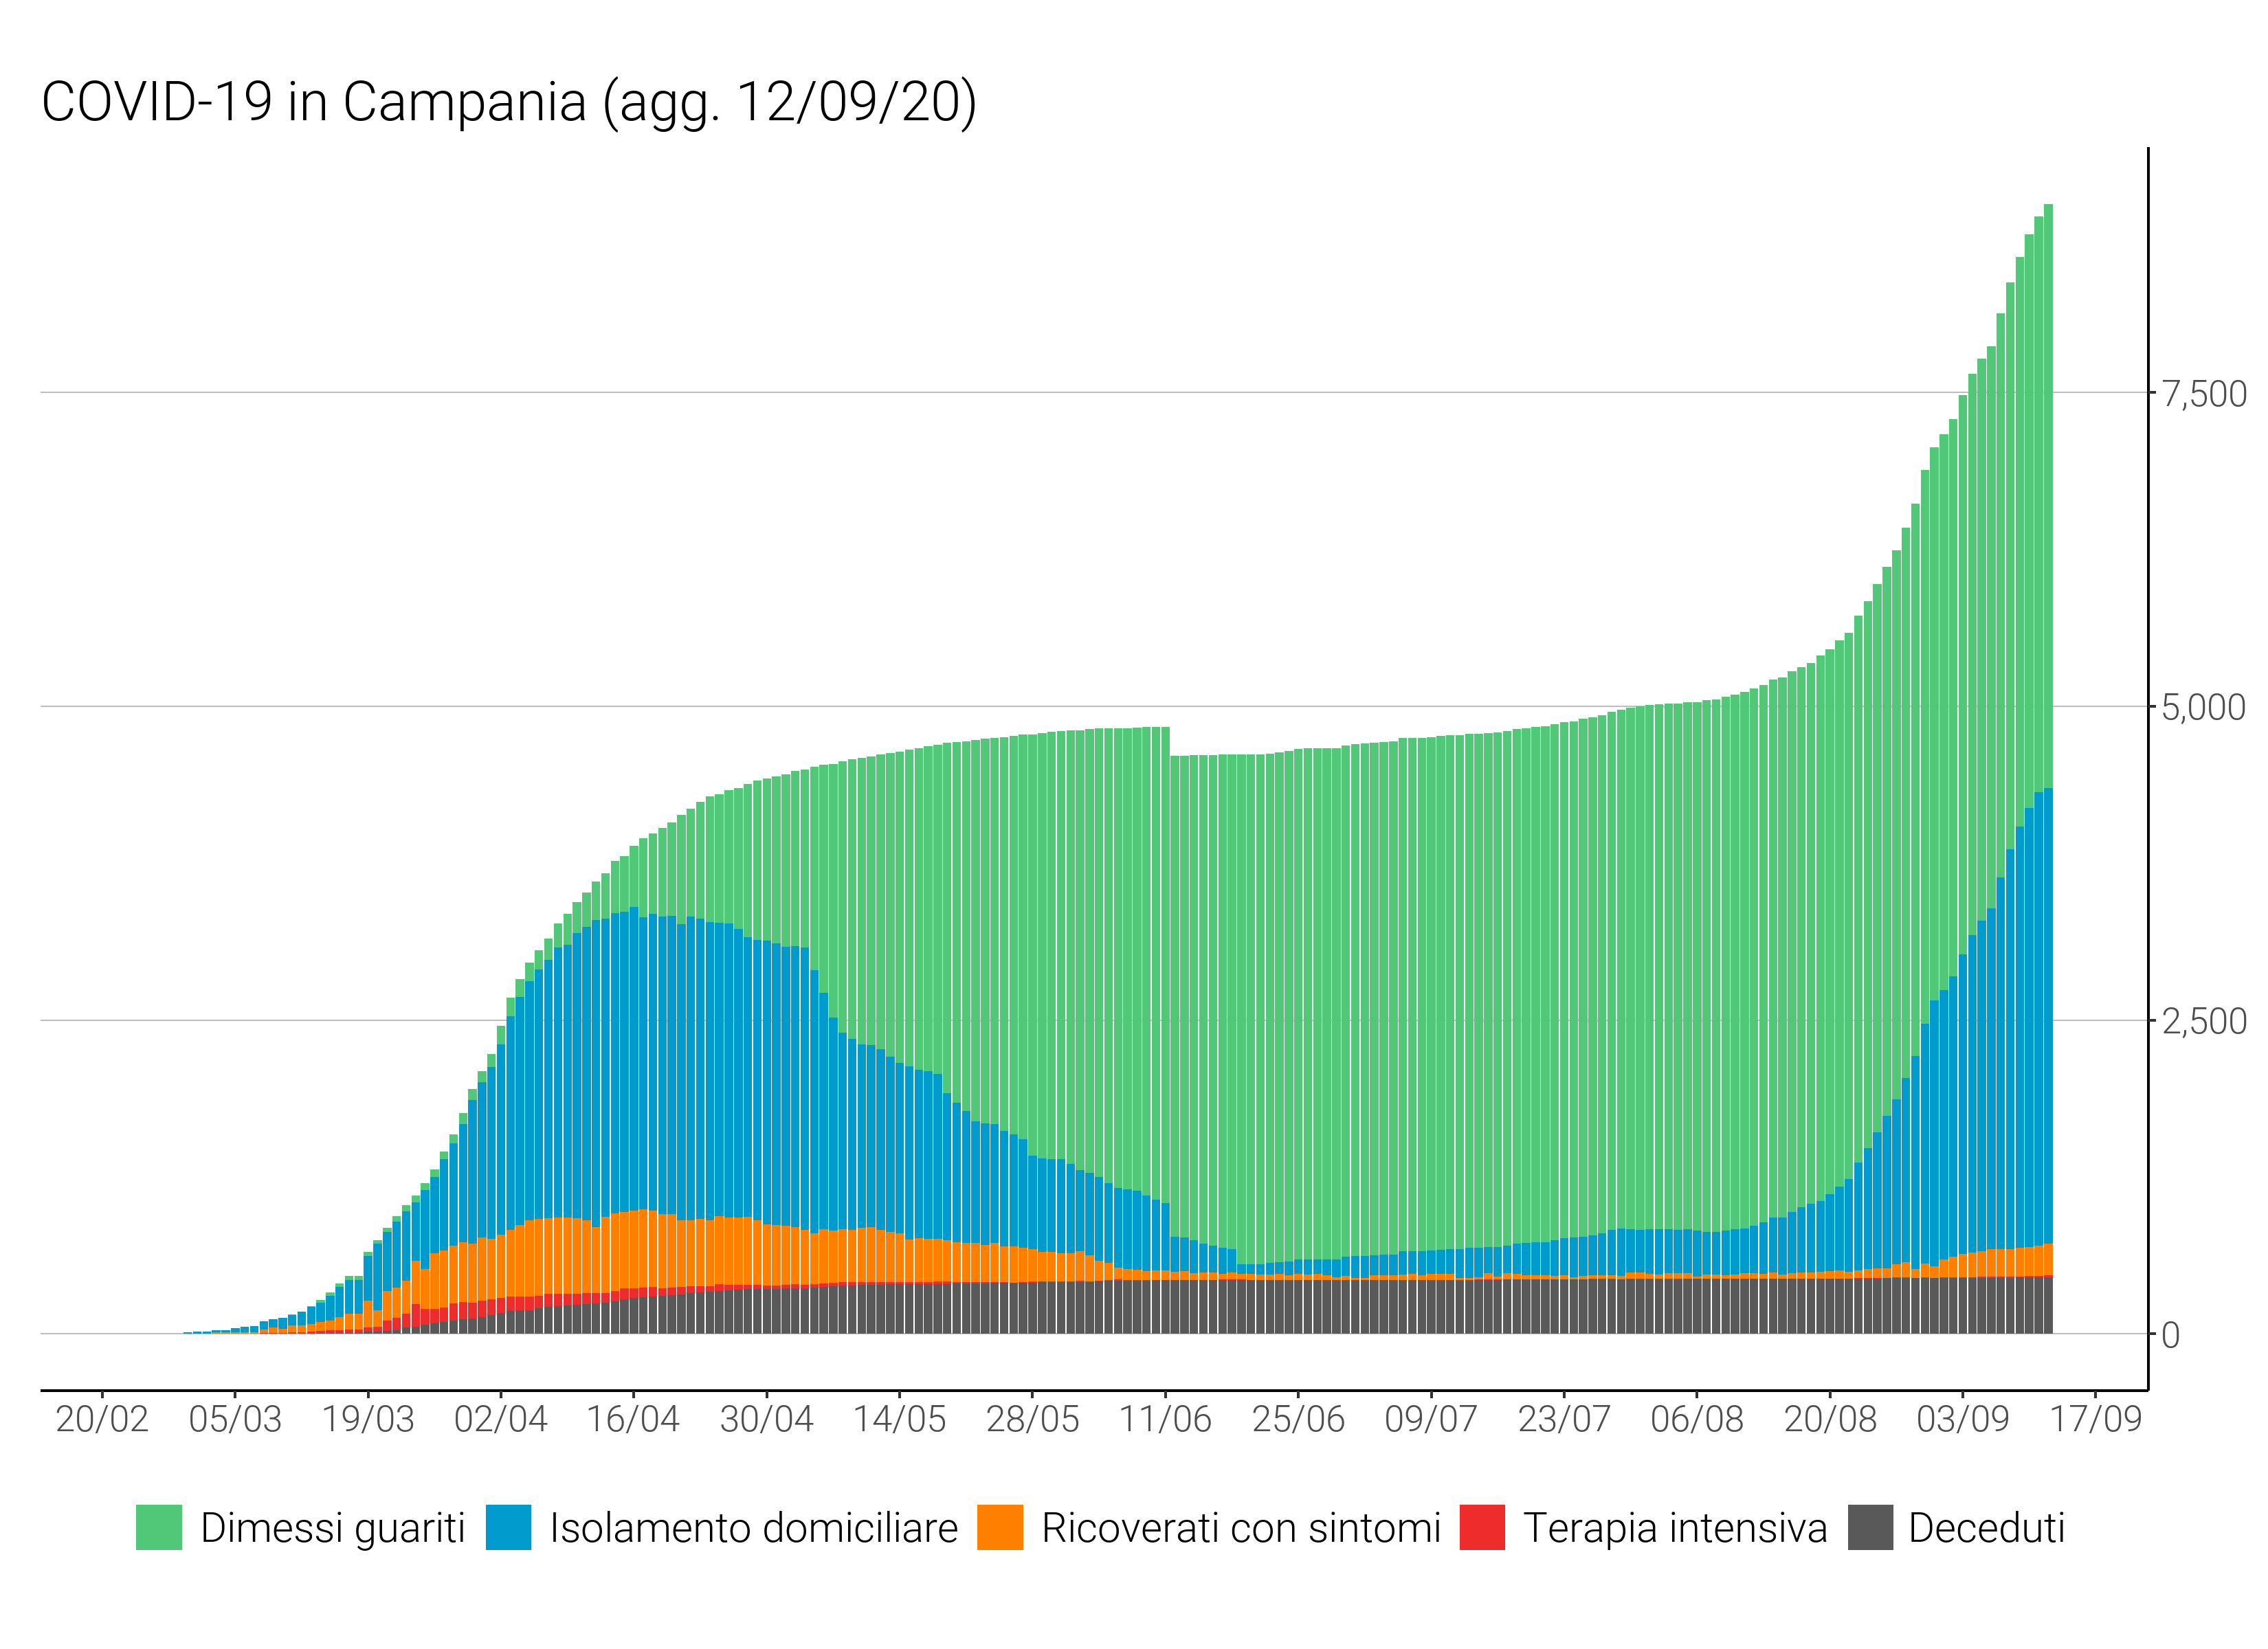 COVID-19 in Campania (agg. 12/09/20)
7,500
5,000
2,500
0
20/02 05/03 19/03 02/04 16/04 30/04 14/05 28/05 11/06 25/06 09/07 23/07 06/08 20/08 03/09 17/09
Dimessi guariti Isolamento domiciliare Ricoverati con sintomi Terapia intensiva Deceduti